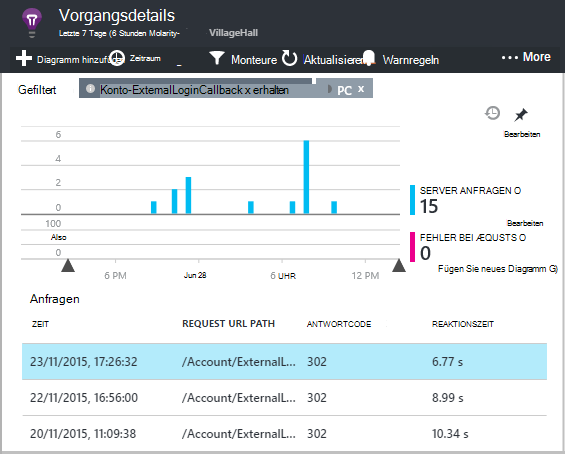 Vorgangsdetails
Letzte 7 Tage (6 Stunden Molarity- VillageHall
Diagramm hinzufügen Zeitraum Monteure Aktualisieren Warnregeln ••• More
Gefiltert Konto-ExternalLoginCallback x erhalten PC x
Bearbeiten
6
4
2
0
SERVER ANFRAGEN O
15
100
Bearbeiten
Also
FEHLER BEI ÆQUSTS O
0
0
Fügen Sie neues Diagramm G)
6 PM Jun 28 6 UHR 12 PM
Anfragen
ZEIT REQUEST URL PATH ANTWORTCODE REAKTIONSZEIT
23/11/2015, 17:26:32 /Account/ExternalL... 302 6.77 s
22/11/2015, 16:56:00 /Account/ExternalL... 302 8.99 s
20/11/2015, 11:09:38 /Account/ExternalL... 302 10.34 s